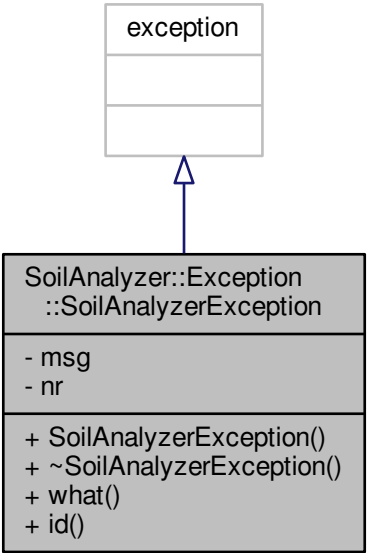 exception
SoilAnalyzer::Exception
::SoilAnalyzerException
- msg
- nr
+ SoilAnalyzerException()
+ ~SoilAnalyzerException()
+ what()
+ id()